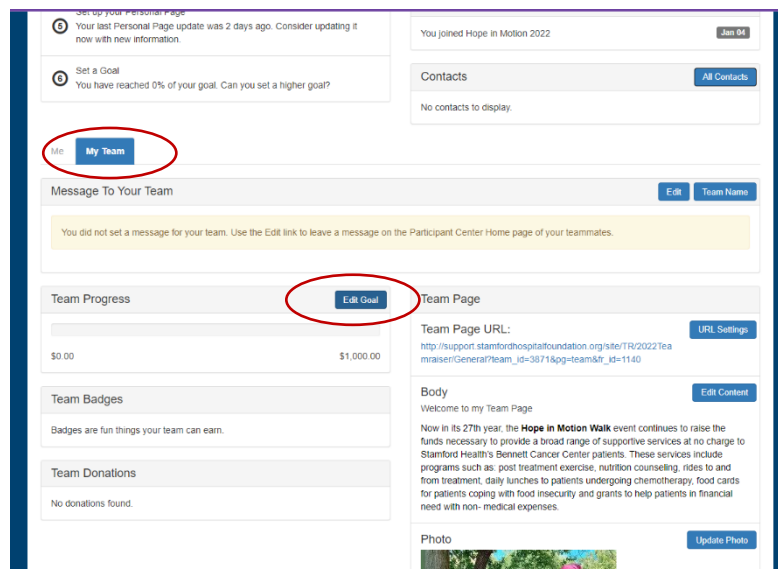 Set up your Personal Page
5
Your last Personal Page update was 2 days ago. Consider updating it
now with new information.
6
Set a Goal
You have reached 0% of your goal. Can you set a higher goal?
You joined Hope in Motion 2022
Jan 04
Contacts
All Contacts
No contacts to display.
Me
My Team
Message To Your Team
Edit
Team Name
You did not set a message for your team. Use the Edit link to leave a message on the Participant Center Home page of your teammates.
Team Progress
Edit Goal
$0.00
$1,000.00
Team Badges
Badges are fun things your team can earn.
Team Donations
No donations found.
Team Page
Team Page URL:
URL Settings
http://support.stamfordhospitalfoundation.org/site/TR/2022Tea
mraiser/General?team_id=3871&pg=team&fr_id=1140
Body
Edit Content
Welcome to my Team Page
Now in its 27th year, the Hope in Motion Walk event continues to raise the
funds necessary to provide a broad range of supportive services at no charge to
Stamford Health's Bennett Cancer Center patients. These services include
programs such as: post treatment exercise, nutrition counseling, rides to and
from treatment, daily lunches to patients undergoing chemotherapy, food cards
for patients coping with food insecurity and grants to help patients in financial
need with non- medical expenses.
Photo
Update Photo